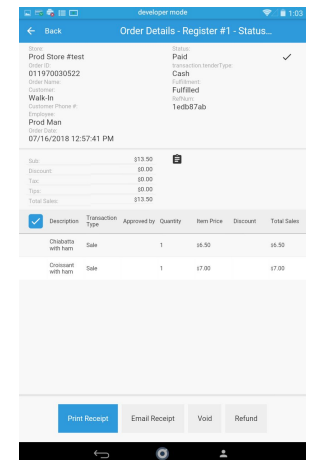 developer mode
1:03
Back
Order Details - Register #1 - Status...
Store:
Prod Store #test
Order ID:
011970030522
Order Name:
Customer:
Walk-In
Customer Phone #:
Employee:
Prod Man
Order Date:
07/16/2018 12:57:41 PM
Status:
Paid
transaction tenderType:
Cash
Fulfillment:
Fulfilled
RefNum:
1edb87ab
Sub: $13.50
Discount: $0.00
Tax: $0.00
Tips: $0.00
Total Sales: $13.50
Description Transaction Type Approved by Quantity Item Price Discount Total Sales
Chiabatta with ham Sale 1 $6.50 $6.50
Croissant with ham Sale 1 $7.00 $7.00
Print Receipt Email Receipt Void Refund